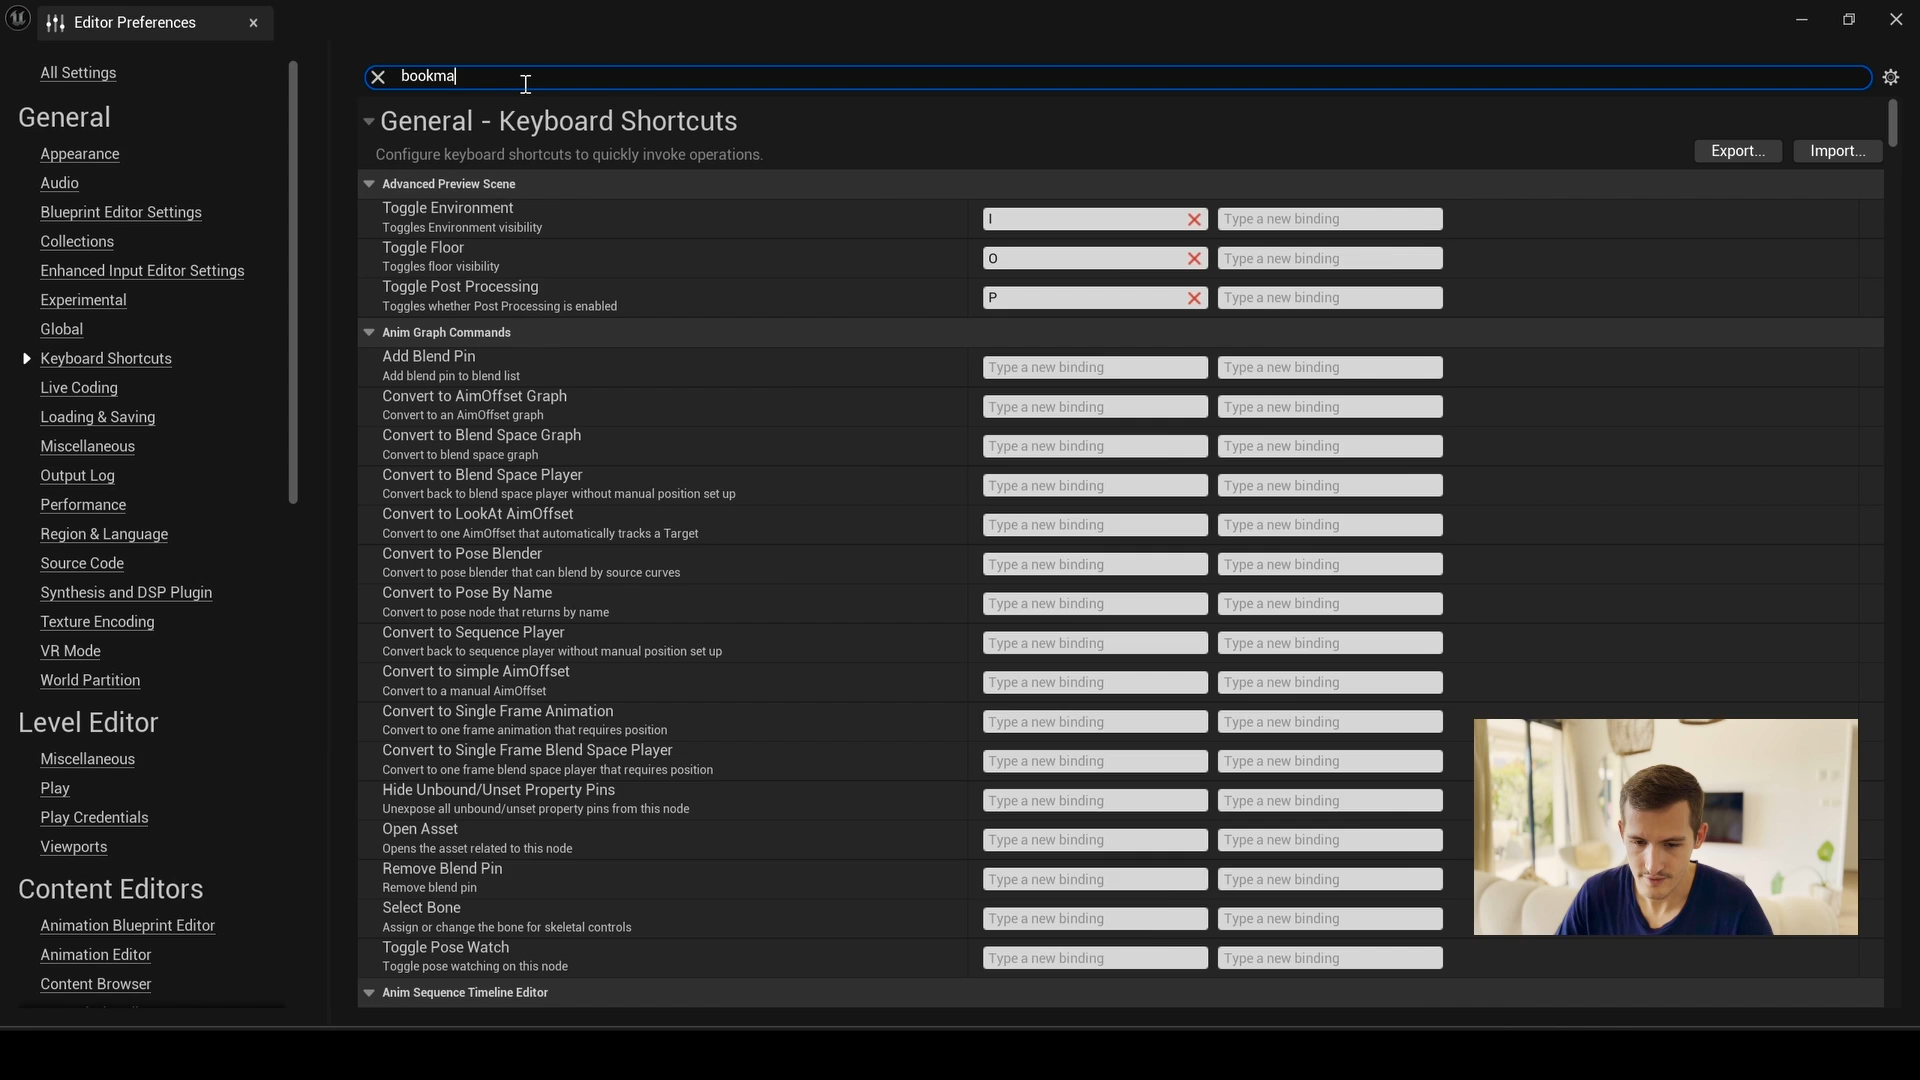 Editor Preferences
bookma
All Settings
General
Appearance
Audio
Blueprint Editor Settings
Collections
Enhanced Input Editor Settings
Experimental
Global
Keyboard Shortcuts
Live Coding
Loading & Saving
Miscellaneous
Output Log
Performance
Region & Language
Source Code
Synthesis and DSP Plugin
Texture Encoding
VR Mode
World Partition
Level Editor
Miscellaneous
Play
Play Credentials
Viewports
Content Editors
Animation Blueprint Editor
Animation Editor
Content Browser
General - Keyboard Shortcuts
Configure keyboard shortcuts to quickly invoke operations.
Export... Import...
Advanced Preview Scene
Toggle Environment
Toggles Environment visibility
I Type a new binding
Toggle Floor
Toggles floor visibility
O Type a new binding
Toggle Post Processing
Toggles whether Post Processing is enabled
P Type a new binding
Anim Graph Commands
Add Blend Pin
Add blend pin to blend list
Type a new binding Type a new binding
Convert to AimOffset Graph
Convert to an AimOffset graph
Type a new binding Type a new binding
Convert to Blend Space Graph
Convert to blend space graph
Type a new binding Type a new binding
Convert to Blend Space Player
Convert back to blend space player without manual position set up
Type a new binding Type a new binding
Convert to LookAt AimOffset
Convert to one AimOffset that automatically tracks a Target
Type a new binding Type a new binding
Convert to Pose Blender
Convert to pose blender that can blend by source curves
Type a new binding Type a new binding
Convert to Pose By Name
Convert to pose node that returns by name
Type a new binding Type a new binding
Convert to Sequence Player
Convert back to sequence player without manual position set up
Type a new binding Type a new binding
Convert to simple AimOffset
Convert to a manual AimOffset
Type a new binding Type a new binding
Convert to Single Frame Animation
Convert to one frame animation that requires position
Type a new binding Type a new binding
Convert to Single Frame Blend Space Player
Convert to one frame blend space player that requires position
Type a new binding Type a new binding
Hide Unbound/Unset Property Pins
Unexpose all unbound/unset property pins from this node
Type a new binding Type a new binding
Open Asset
Opens the asset related to this node
Type a new binding Type a new binding
Remove Blend Pin
Remove blend pin
Type a new binding Type a new binding
Select Bone
Assign or change the bone for skeletal controls
Type a new binding Type a new binding
Toggle Pose Watch
Toggle pose watching on this node
Type a new binding Type a new binding
Anim Sequence Timeline Editor